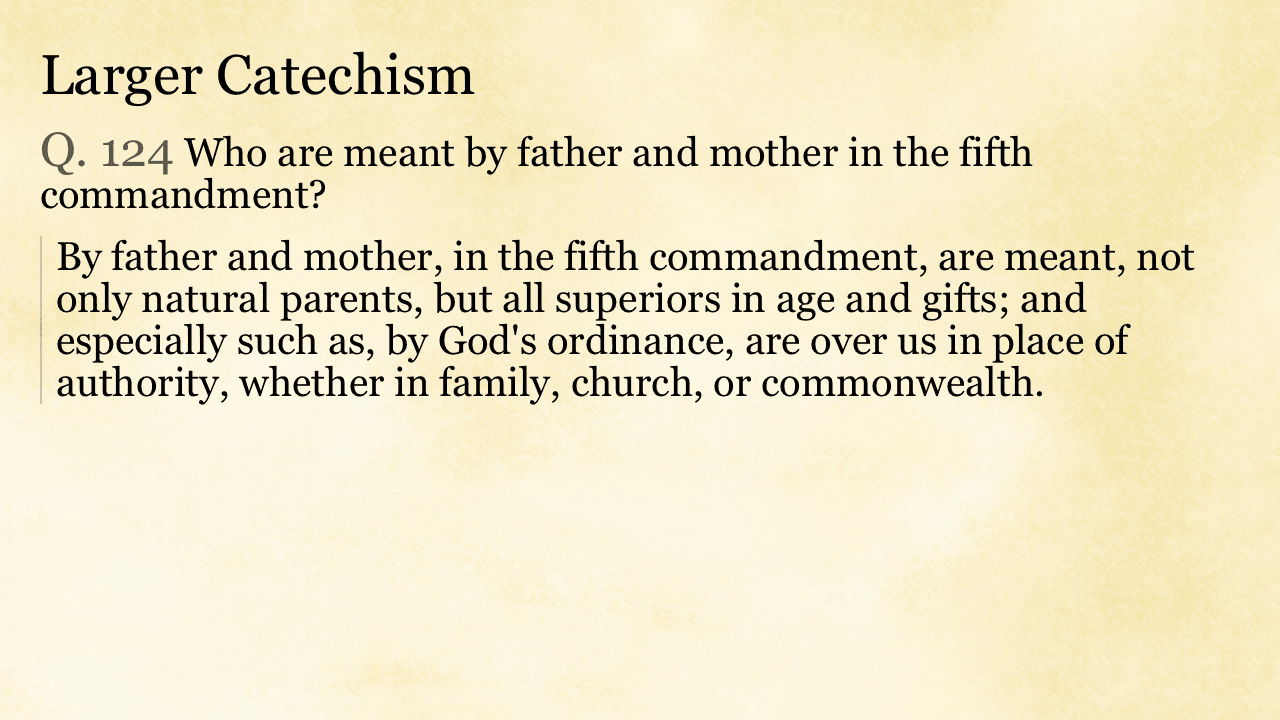 Larger Catechism
Q. 124 Who are meant by father and mother in the fifth
commandment?
By father and mother, in the fifth commandment, are meant, not
only natural parents, but all superiors in age and gifts; and
especially such as, by God's ordinance, are over us in place of
authority, whether in family, church, or commonwealth.